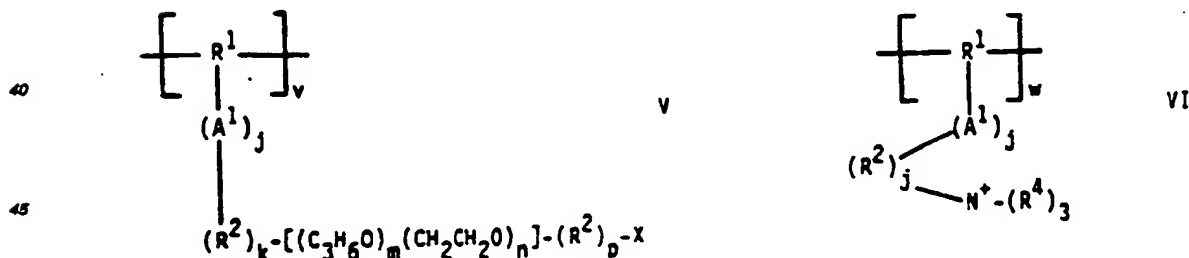 [ R¹ ]v [ R¹ ]w
40 V VI
(A¹)j (A¹)j
(R²)j
N⁺-(R⁴)3
45
(R²)k-[(C3H6O)m(CH2CH2O)n]-(R²)p-X